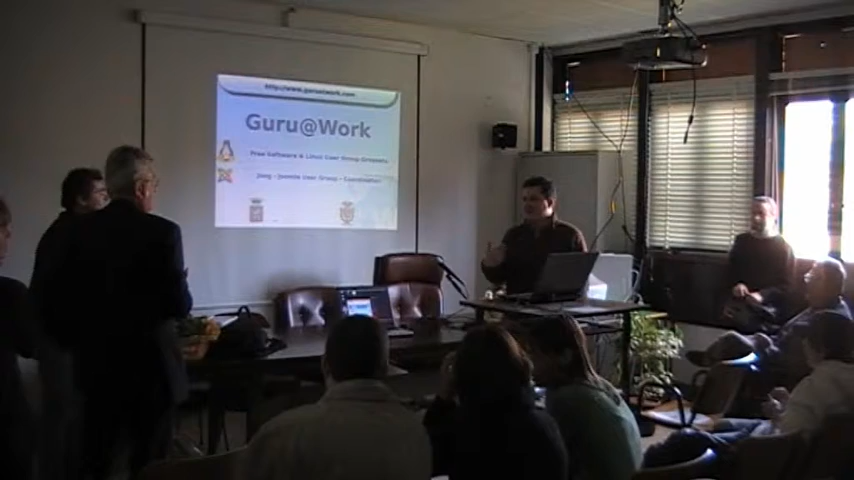 http://www.guruatwork.com
Guru@Work
Free Software & Linux User Group Grosseto
Joomla User Group -